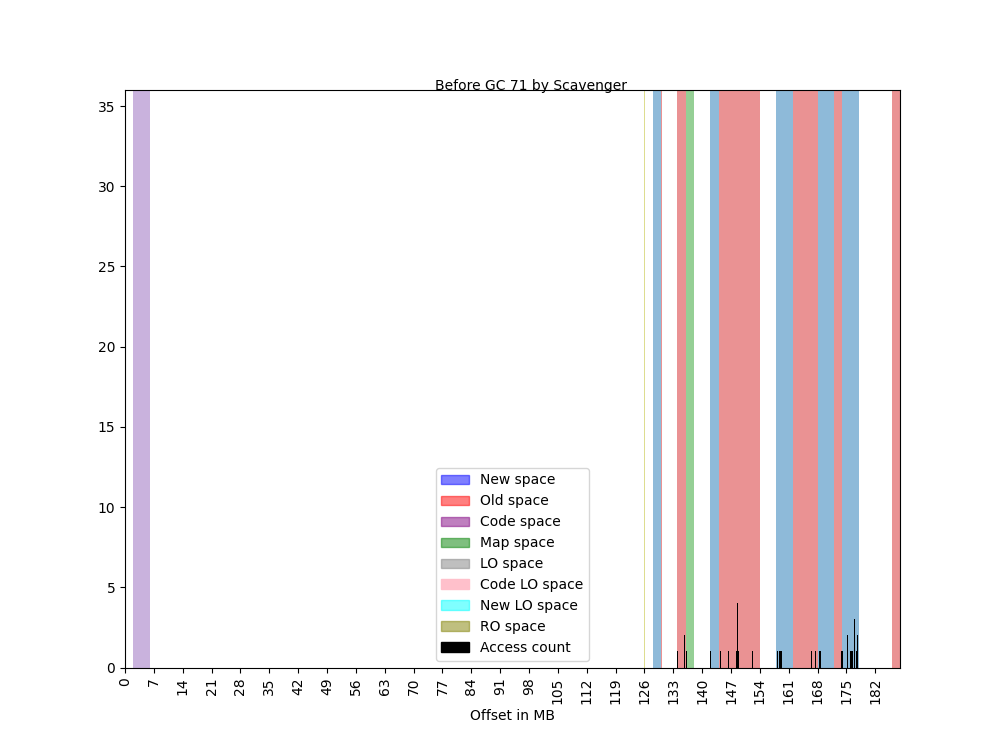 Before GC 71 by Scavenger
35
30
25
20
15
10
5
0
New space
Old space
Code space
Map space
LO space
Code LO space
New LO space
RO space
Access count
0 7 14 21 28 35 42 49 56 63 70 77 84 91 98 105 112 119 126 133 140 147 154 161 168 175 182
Offset in MB